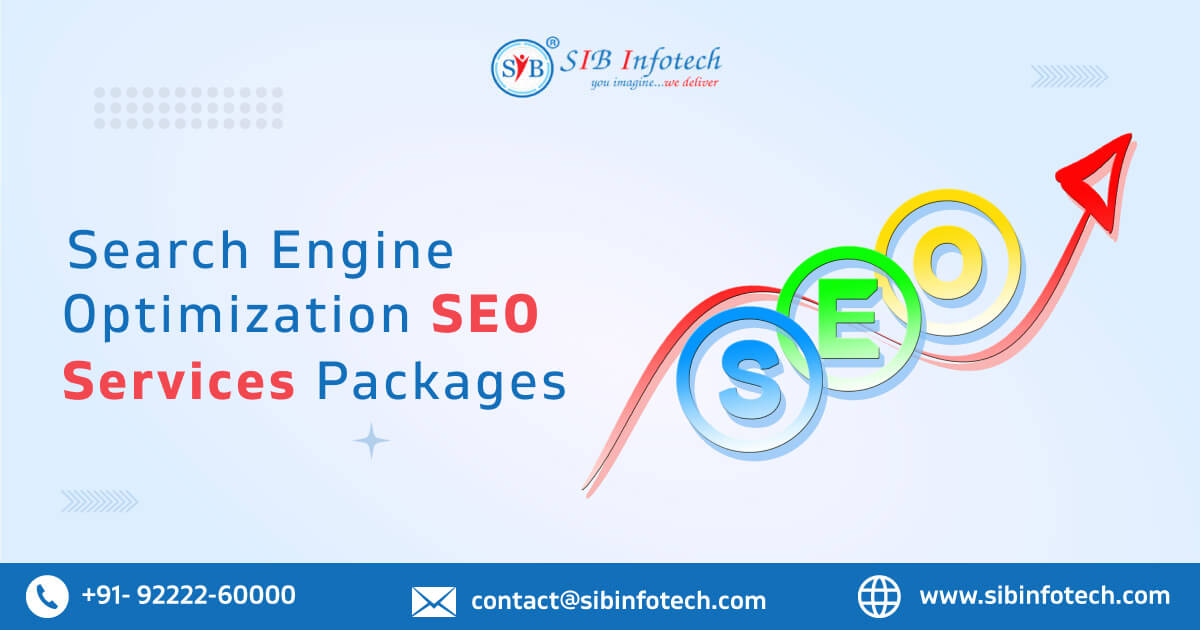 SIB
®
SIB Infotech
you imagine...we deliver
Search Engine
Optimization SEO
Services Packages
S
E
O
+91- 92222-60000
contact@sibinfotech.com
www.sibinfotech.com